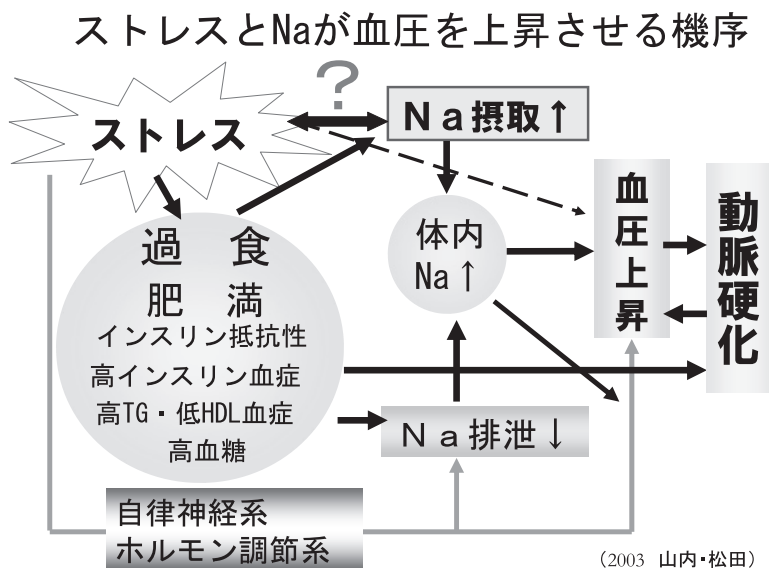 ストレスとNaが血圧を上昇させる機序
?
ストレス
Na摂取↑
過 食
肥 満
インスリン抵抗性
高インスリン血症
高TG・低HDL血症
高血糖
体内
Na↑
血圧上昇
動脈硬化
Na排泄↓
自律神経系
ホルモン調節系
(2003 山内・松田)